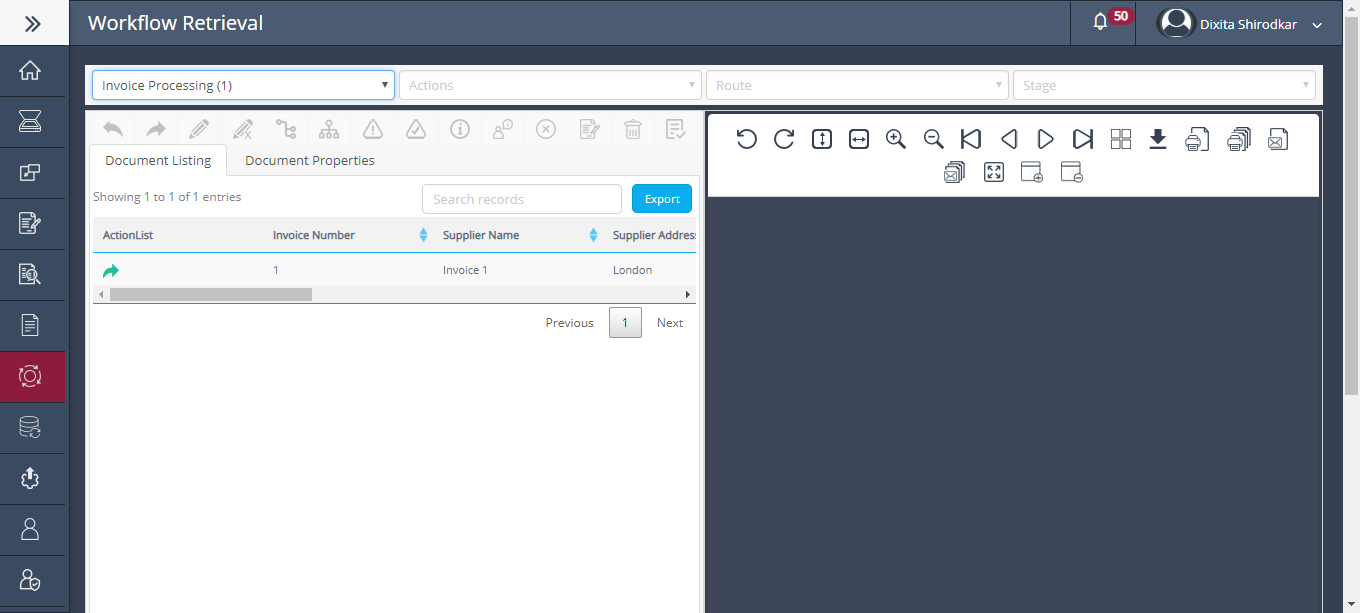 Workflow Retrieval
50
Dixita Shirodkar
Invoice Processing (1)
Actions
Route
Stage
Document Listing
Document Properties
Showing 1 to 1 of 1 entries
Search records
Export
ActionList Invoice Number Supplier Name Supplier Address
1 Invoice 1 London
Previous 1 Next